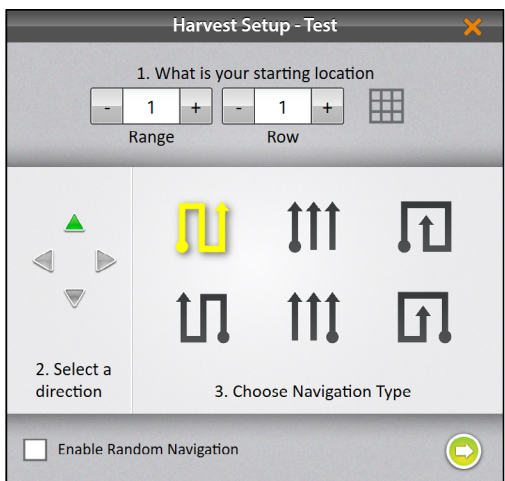 Harvest Setup - Test
1. What is your starting location
- 1 + - 1 +
Range Row
2. Select a
direction
3. Choose Navigation Type
Enable Random Navigation